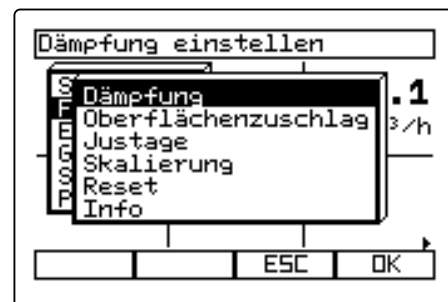 Dämpfung einstellen
S
F
E
G
S
P
Dämpfung
Oberflächenzuschlag
Justage
Skalierung
Reset
Info
.1
³/h
ESC OK